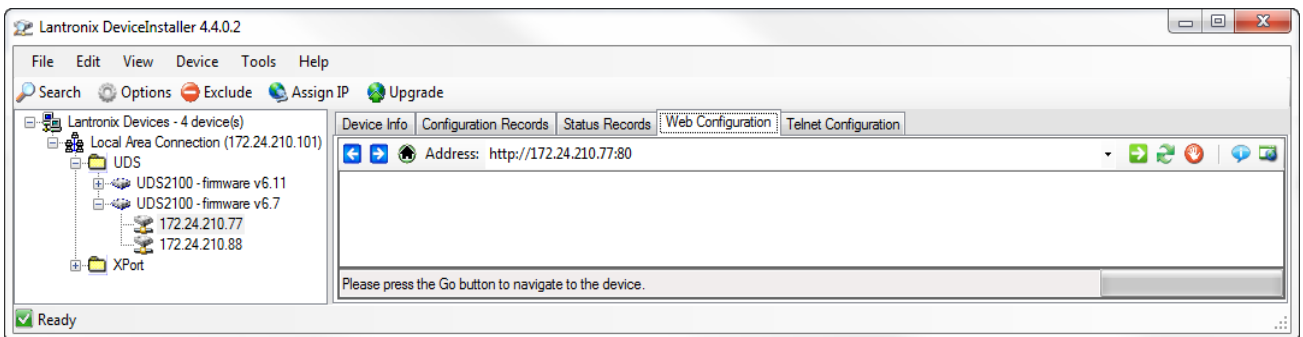 Lantronix DeviceInstaller 4.4.0.2
File Edit View Device Tools Help
Search Options Exclude Assign IP Upgrade
Lantronix Devices - 4 device(s)
Local Area Connection (172.24.210.101)
UDS
UDS2100 - firmware v6.11
UDS2100 - firmware v6.7
172.24.210.77
172.24.210.88
XPort
Device Info Configuration Records Status Records Web Configuration Telnet Configuration
Address: http://172.24.210.77:80
Please press the Go button to navigate to the device.
Ready